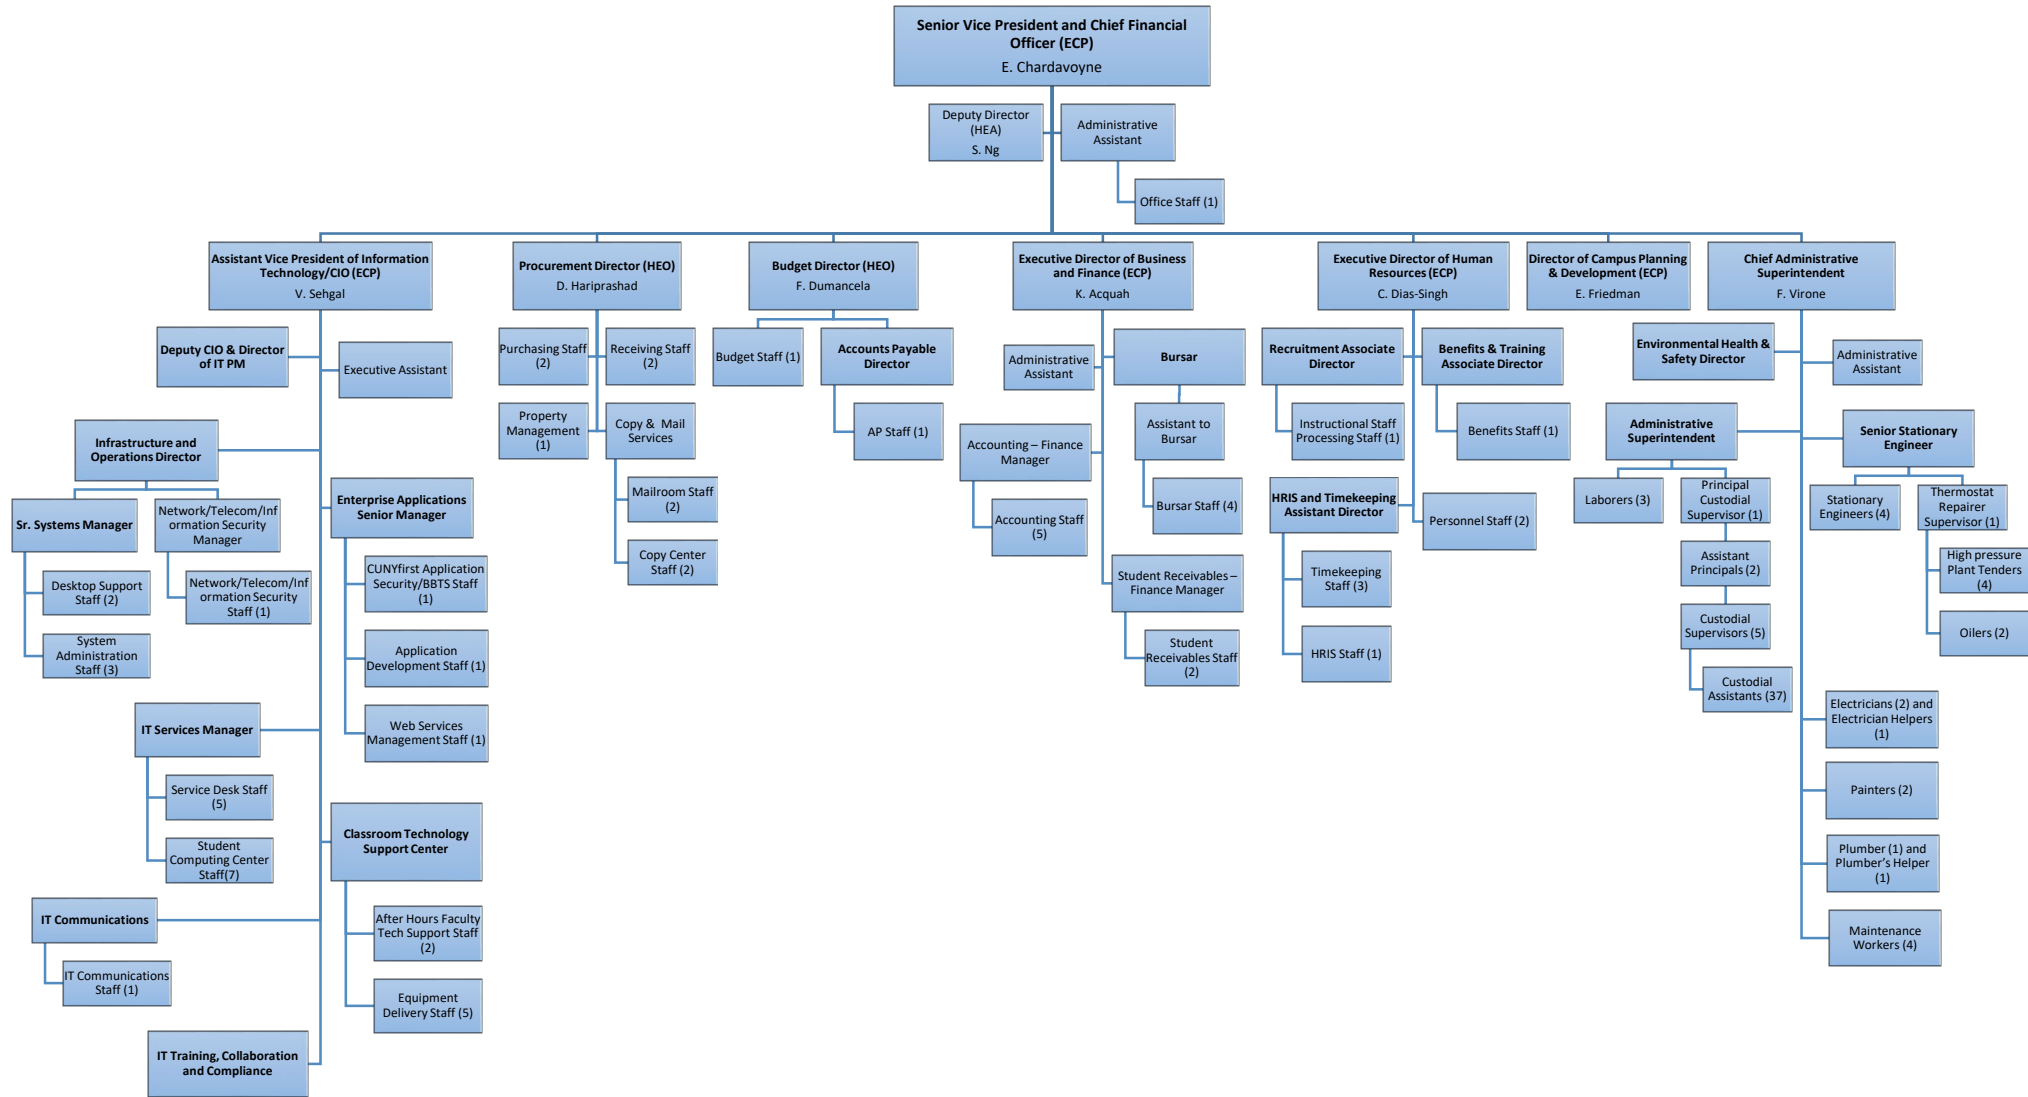 Senior Vice President and Chief Financial
Officer (ECP)
E. Chardavoyne
Deputy Director
(HEA)
S. Ng
Administrative
Assistant
Office Staff (1)
Assistant Vice President of Information
Technology/CIO (ECP)
V. Sehgal
Procurement Director (HEO)
D. Hariprashad
Budget Director (HEO)
F. Dumancela
Executive Director of Business
and Finance (ECP)
K. Acquah
Executive Director of Human
Resources (ECP)
C. Dias-Singh
Director of Campus Planning
& Development (ECP)
E. Friedman
Chief Administrative
Superintendent
F. Virone
Deputy CIO & Director
of IT PM
Executive Assistant
Infrastructure and
Operations Director
Sr. Systems Manager
Network/Telecom/Inf
ormation Security
Manager
Desktop Support
Staff (2)
Network/Telecom/Inf
ormation Security
Staff (1)
System
Administration
Staff (3)
Enterprise Applications
Senior Manager
CUNYfirst Application
Security/BBTS Staff
(1)
Application
Development Staff (1)
Web Services
Management Staff (1)
IT Services Manager
Service Desk Staff
(5)
Student
Computing Center
Staff(7)
Classroom Technology
Support Center
After Hours Faculty
Tech Support Staff
(2)
Equipment
Delivery Staff (5)
IT Communications
IT Communications
Staff (1)
IT Training, Collaboration
and Compliance
Purchasing Staff
(2)
Receiving Staff
(2)
Property
Management
(1)
Copy &  Mail
Services
Mailroom Staff
(2)
Copy Center
Staff (2)
Budget Staff (1)
Accounts Payable
Director
AP Staff (1)
Administrative
Assistant
Bursar
Assistant to
Bursar
Bursar Staff (4)
Accounting – Finance
Manager
Accounting Staff
(5)
Student Receivables –
Finance Manager
Student
Receivables Staff
(2)
Recruitment Associate
Director
Instructional Staff
Processing Staff (1)
Benefits & Training
Associate Director
Benefits Staff (1)
HRIS and Timekeeping
Assistant Director
Timekeeping
Staff (3)
HRIS Staff (1)
Personnel Staff (2)
Environmental Health &
Safety Director
Administrative
Assistant
Administrative
Superintendent
Laborers (3)
Principal
Custodial
Supervisor (1)
Assistant
Principals (2)
Custodial
Supervisors (5)
Custodial
Assistants (37)
Senior Stationary
Engineer
Stationary
Engineers (4)
Thermostat
Repairer
Supervisor (1)
High pressure
Plant Tenders
(4)
Oilers (2)
Electricians (2) and
Electrician Helpers
(1)
Painters (2)
Plumber (1) and
Plumber's Helper
(1)
Maintenance
Workers (4)